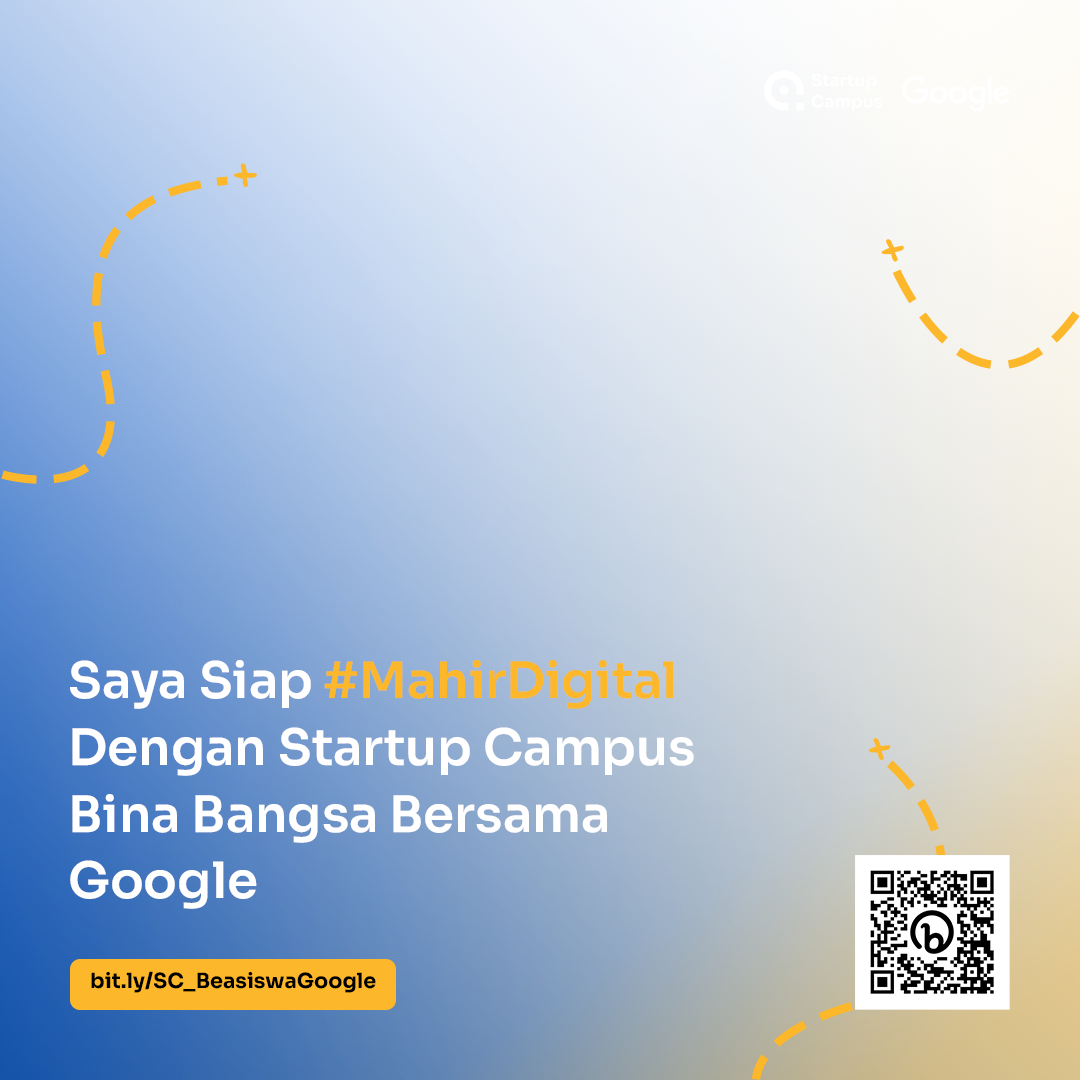 Startup
Campus
Google
Saya Siap #MahirDigital
Dengan Startup Campus
Bina Bangsa Bersama
Google
bit.ly/SC_BeasiswaGoogle